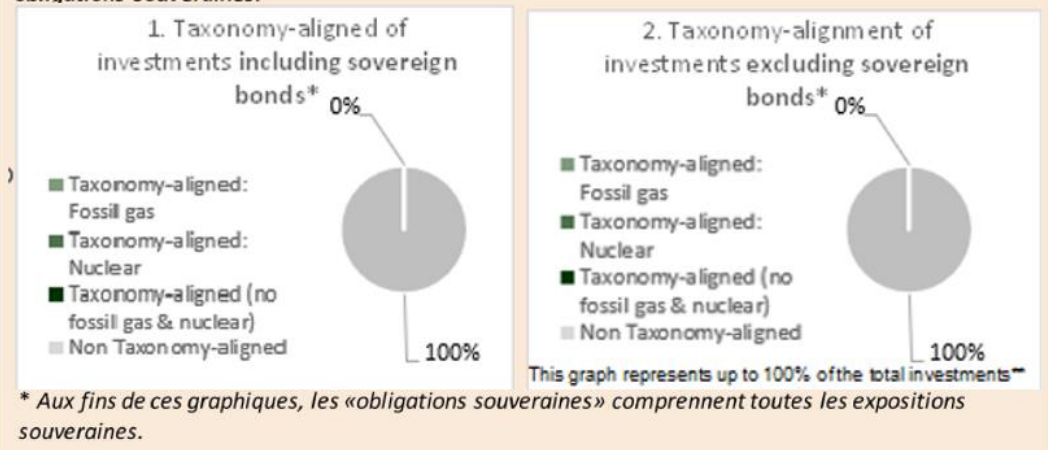 1. Taxonomy-aligned of
investments including sovereign
bonds*
0%
Taxonomy-aligned:
Fossil gas
Taxonomy-aligned:
Nuclear
Taxonomy-aligned (no
fossil gas & nuclear)
Non Taxonomy-aligned
100%
2. Taxonomy-alignment of
investments excluding sovereign
bonds*
0%
Taxonomy-aligned:
Fossil gas
Taxonomy-aligned:
Nuclear
Taxonomy-aligned (no
fossil gas & nuclear)
Non Taxonomy-aligned
100%
This graph represents up to 100% of the total investments**
* Aux fins de ces graphiques, les «obligations souveraines» comprennent toutes les expositions
souveraines.